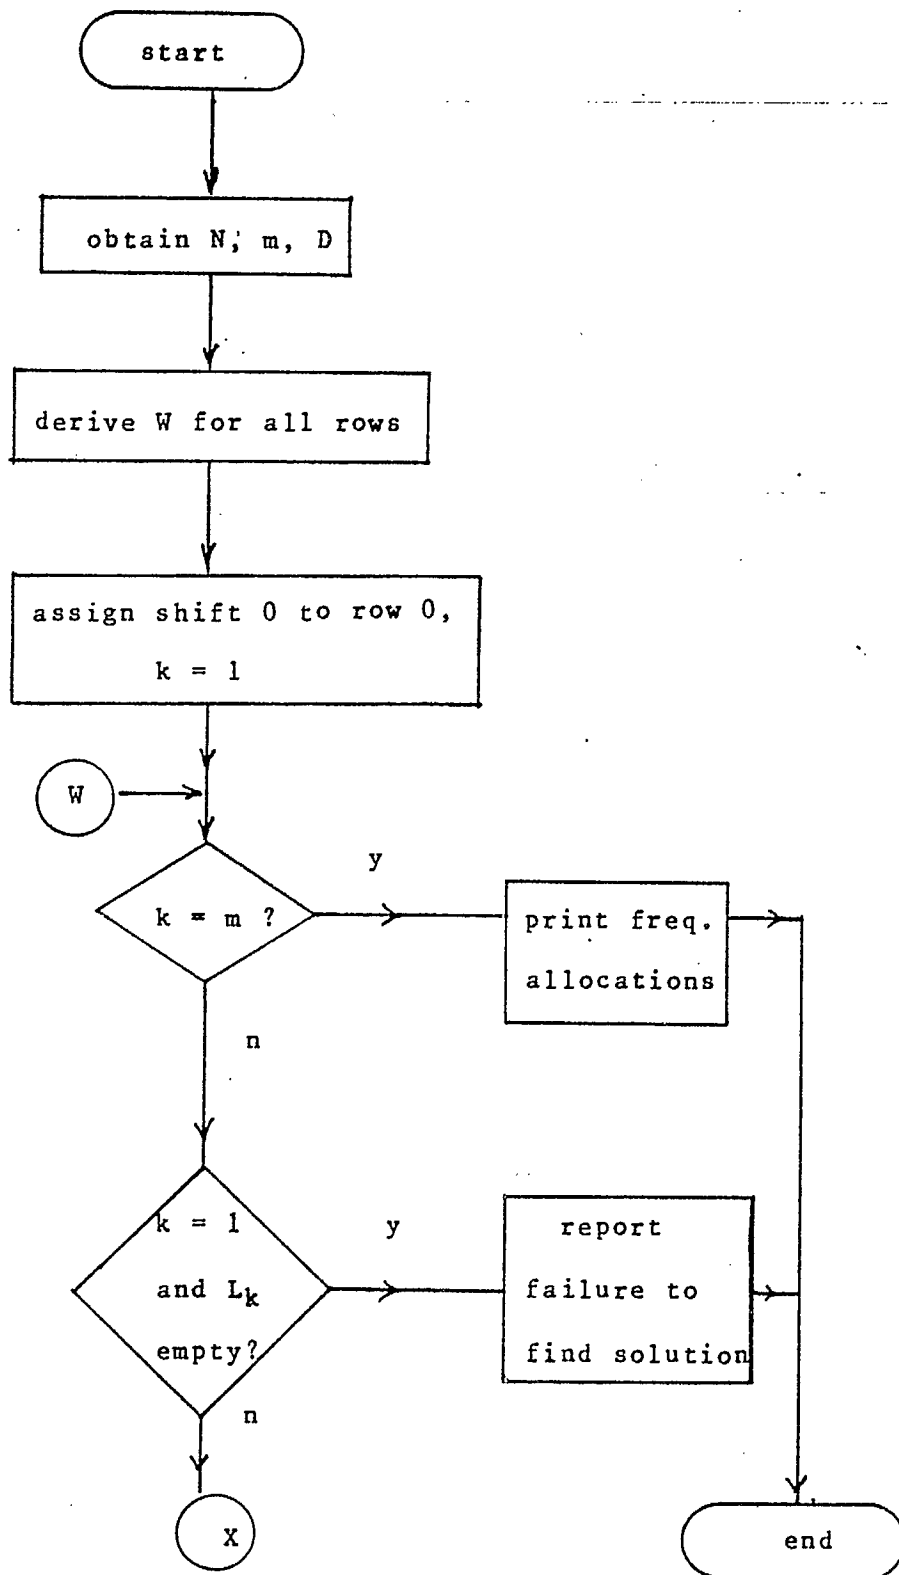 start
obtain N, m, D
derive W for all rows
assign shift 0 to row 0,
k = 1
W
k = m ?
y
print freq.
allocations
n
k = 1
and Lk
empty?
y
report
failure to
find solution
n
X
end